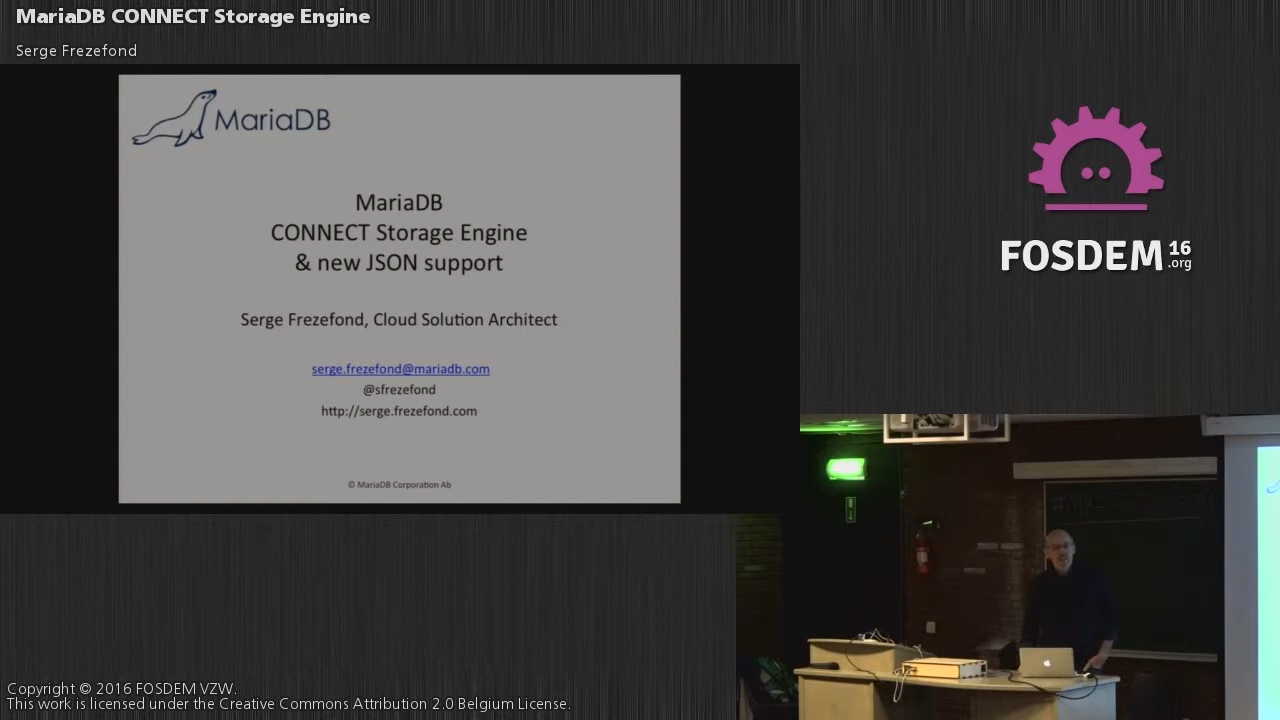 MariaDB CONNECT Storage Engine
Serge Frezefond
MariaDB
MariaDB
CONNECT Storage Engine
& new JSON support
Serge Frezefond, Cloud Solution Architect
serge.frezefond@mariadb.com
@sfrezefond
http://serge.frezefond.com
© MariaDB Corporation Ab
FOSDEM 16
.org
Copyright © 2016 FOSDEM VZW.
This work is licensed under the Creative Commons Attribution 2.0 Belgium License.